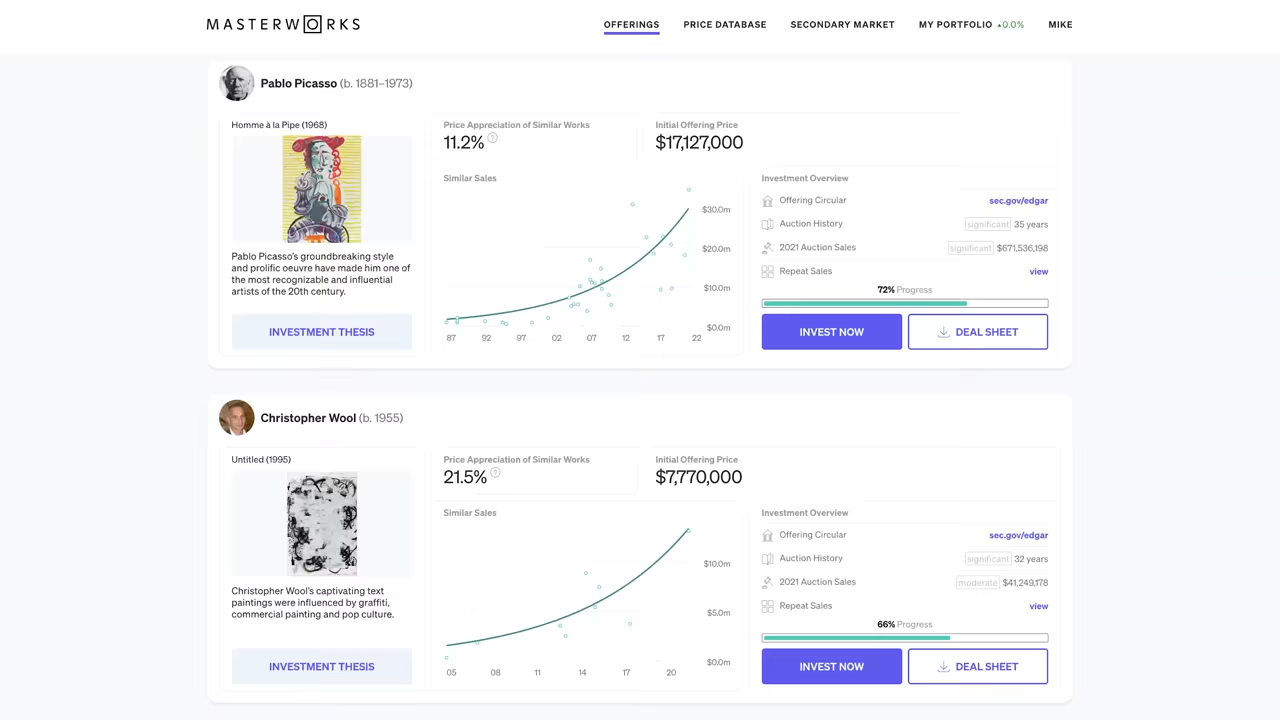 MASTERWORKS
OFFERINGS
PRICE DATABASE
SECONDARY MARKET
MY PORTFOLIO ▲0.0%
MIKE
Pablo Picasso (b. 1881–1973)
Homme à la Pipe (1968)
Pablo Picasso's groundbreaking style
and prolific oeuvre have made him one of
the most recognizable and influential
artists of the 20th century.
INVESTMENT THESIS
Price Appreciation of Similar Works
11.2% ?
Initial Offering Price
$17,127,000
Similar Sales
$30.0m
$20.0m
$10.0m
$0.0m
87 92 97 02 07 12 17 22
Investment Overview
Offering Circular sec.gov/edgar
Auction History significant 35 years
2021 Auction Sales significant $671,536,198
Repeat Sales view
72% Progress
INVEST NOW
DEAL SHEET
Christopher Wool (b. 1955)
Untitled (1995)
Christopher Wool's captivating text
paintings were influenced by graffiti,
commercial painting and pop culture.
INVESTMENT THESIS
Price Appreciation of Similar Works
21.5% ?
Initial Offering Price
$7,770,000
Similar Sales
$10.0m
$5.0m
$0.0m
05 08 11 14 17 20
Investment Overview
Offering Circular sec.gov/edgar
Auction History significant 32 years
2021 Auction Sales moderate $41,249,178
Repeat Sales view
66% Progress
INVEST NOW
DEAL SHEET